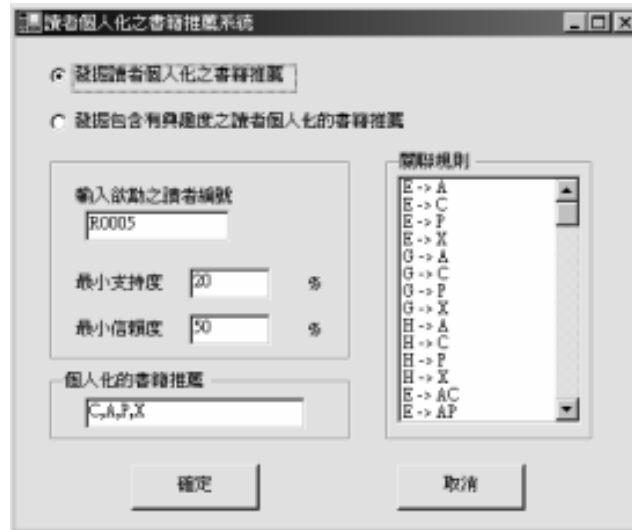 讀者個人化之書籍推薦系統
發掘讀者個人化之書籍推薦
發掘包含有興趣度之讀者個人化的書籍推薦
輸入欲勘之讀者編號
R0005
最小支持度 20 %
最小信賴度 50 %
個人化的書籍推薦
C,A,P,X
關聯規則
E -> A
E -> C
E -> P
E -> X
G -> A
G -> C
G -> P
G -> X
H -> A
H -> C
H -> P
H -> X
E -> AC
E -> AP
確定
取消